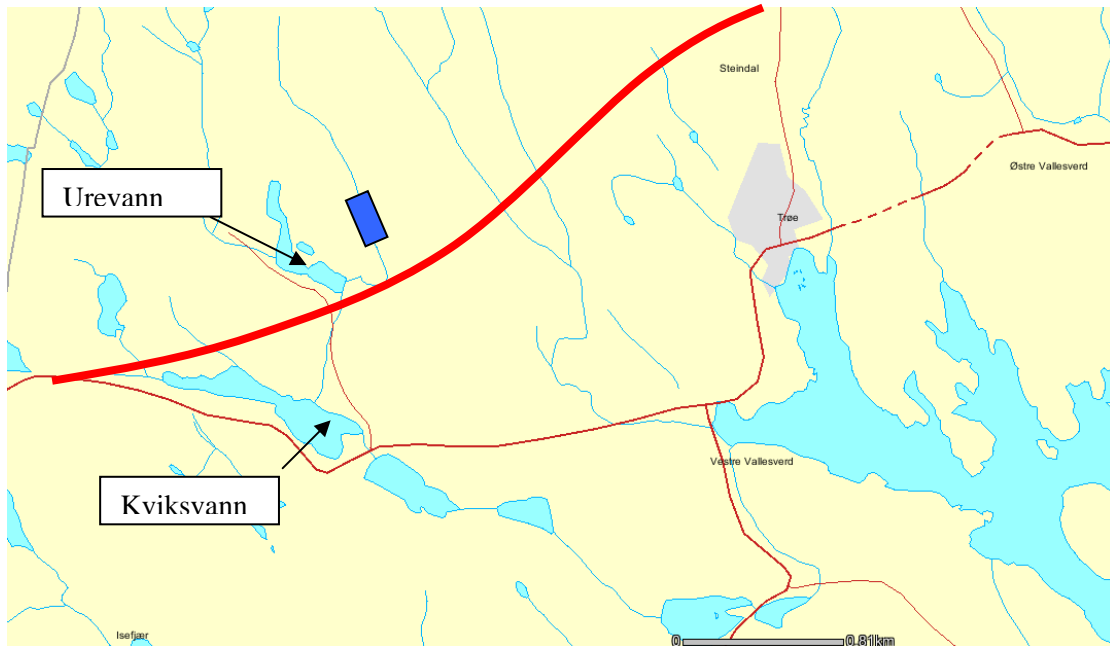 Steindal
Østre Vallesverd
Urevann
Trøe
Vestre Vallesverd
Kviksvann
Isefjær
0 0.81km